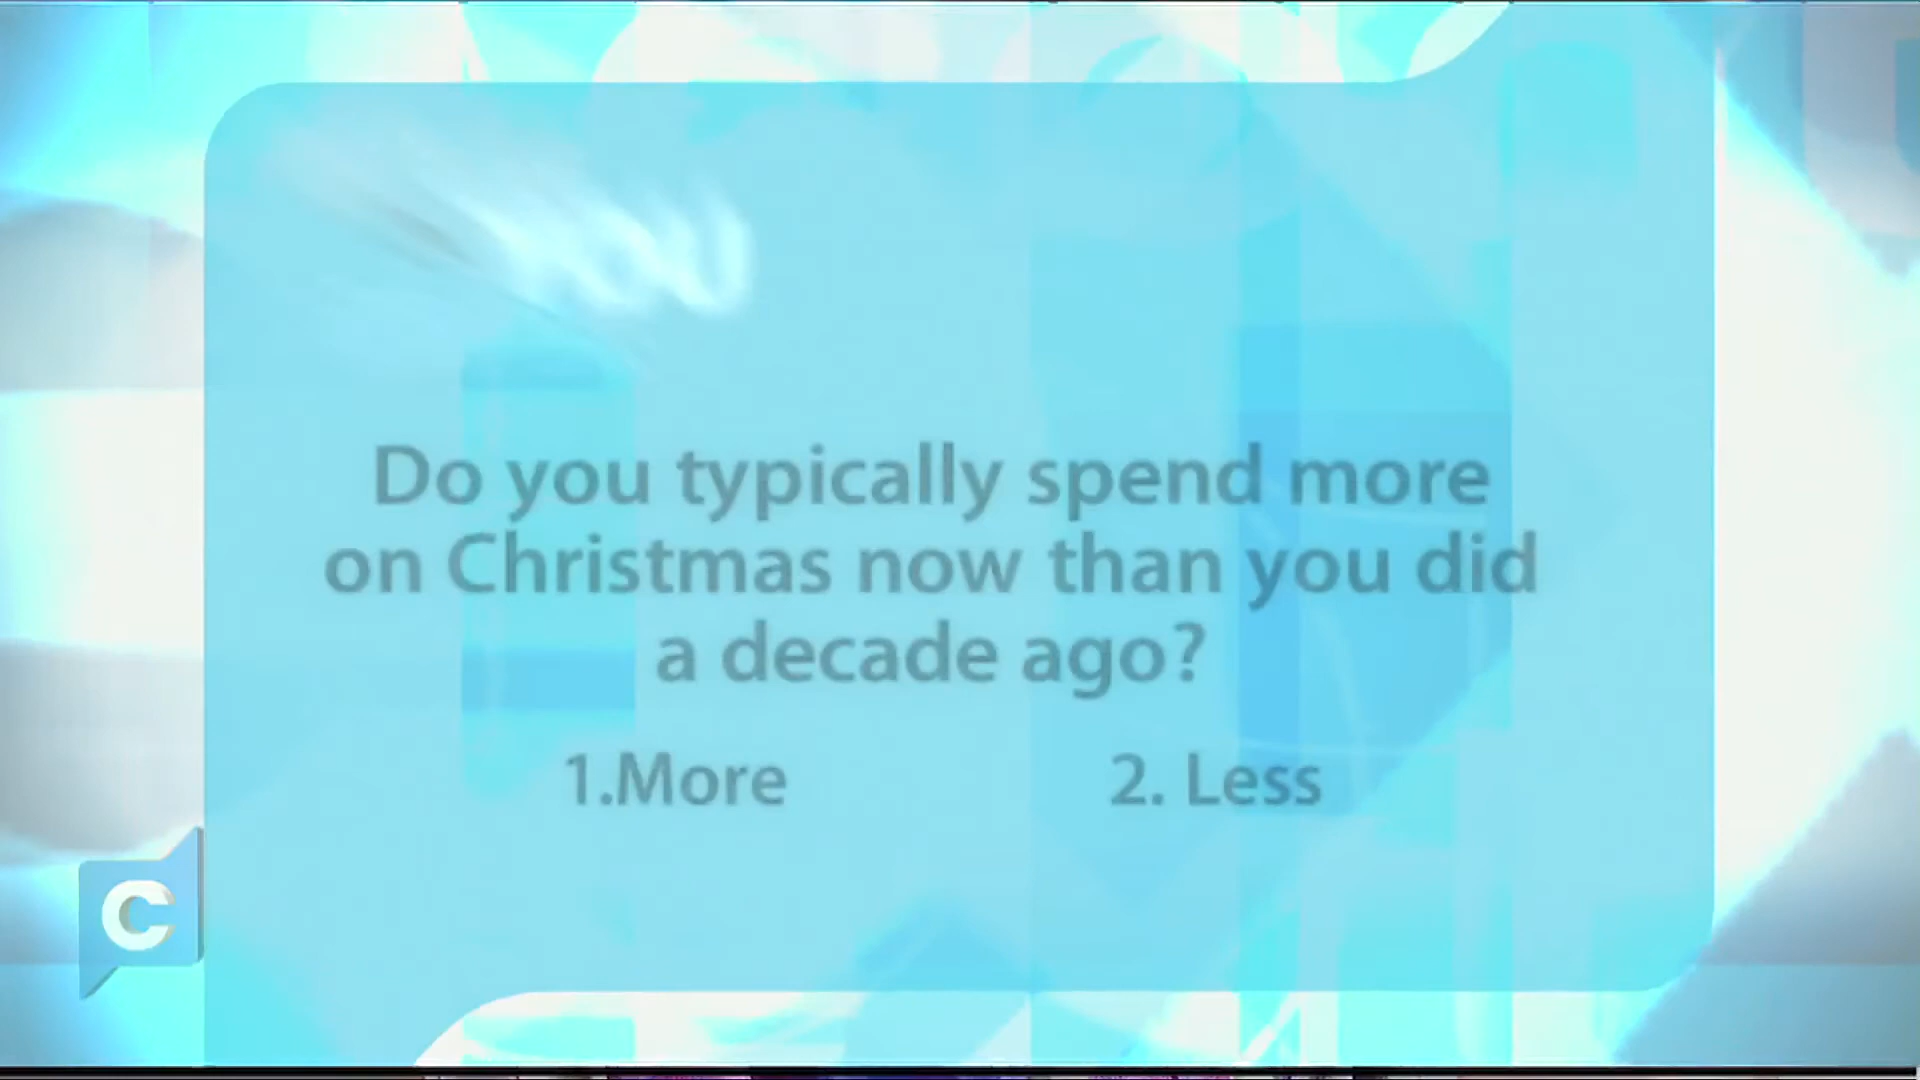 Do you typically spend more
on Christmas now than you did
a decade ago?
1.More 2. Less
C